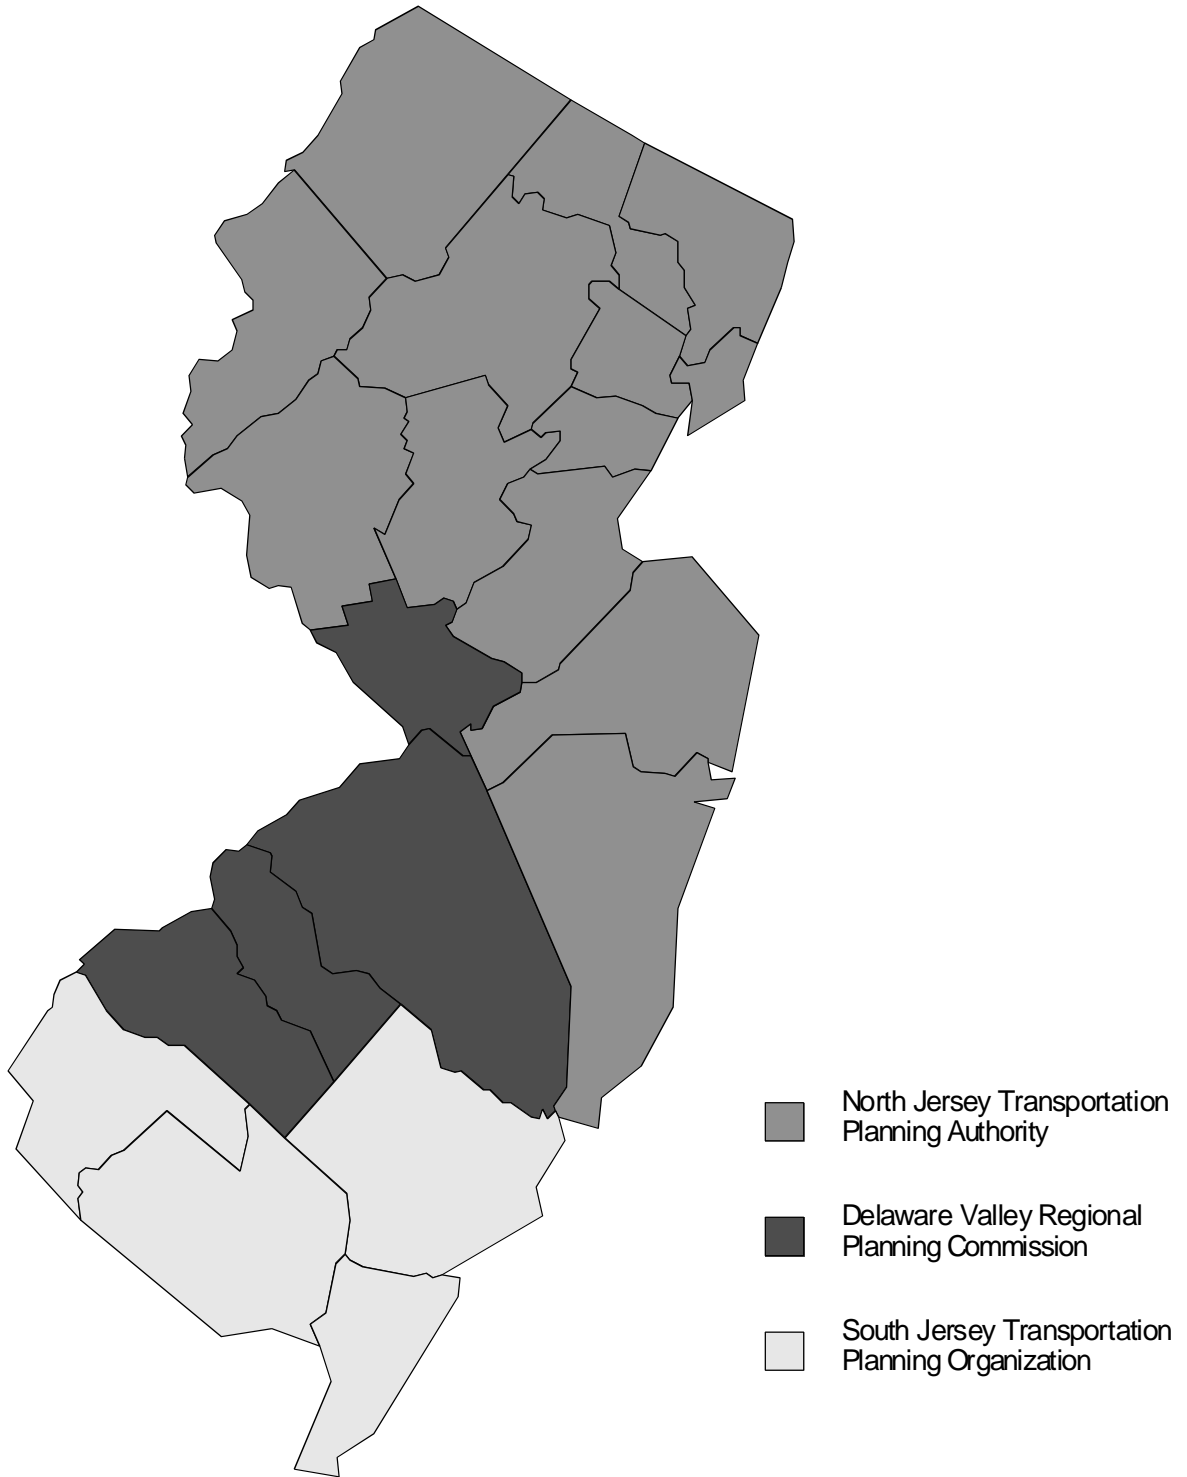 North Jersey Transportation
Planning Authority
Delaware Valley Regional
Planning Commission
South Jersey Transportation
Planning Organization